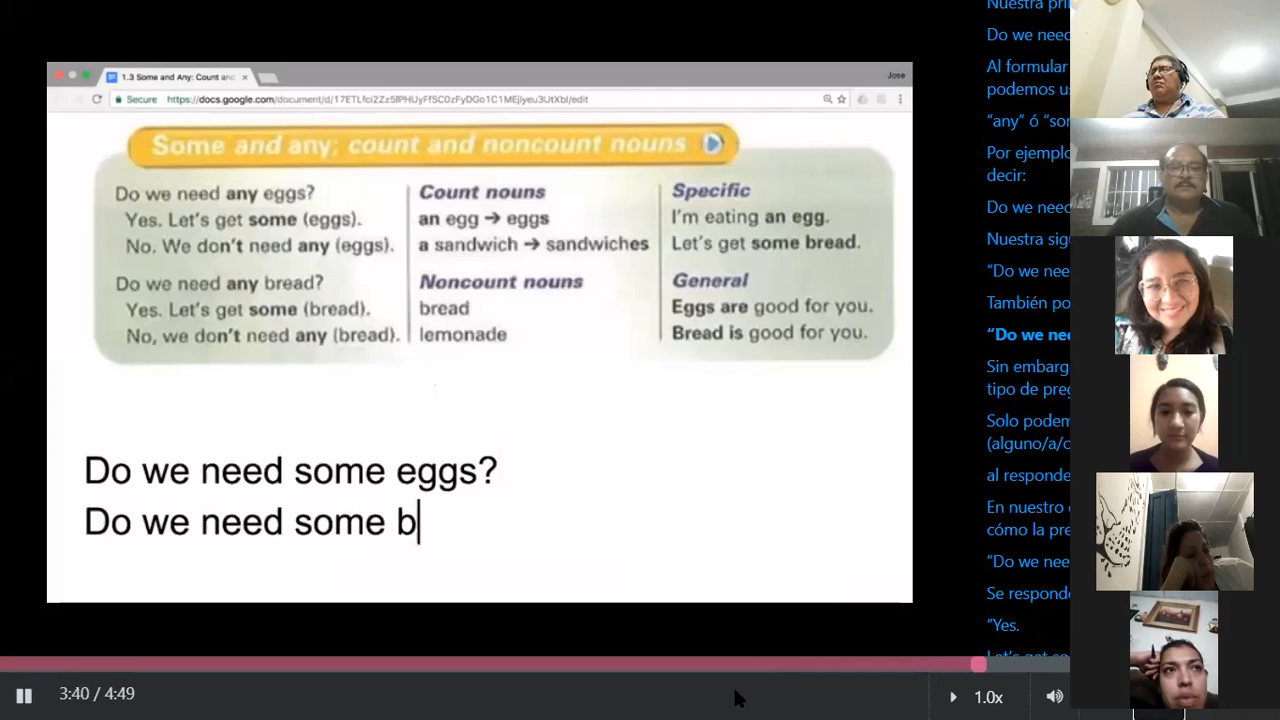 1.3 Some and Any: Count and
Jose
Secure
https://docs.google.com/document/d/17ETLfci2Zz5lPHUyFfSC0zFyDGo1C1MEjlyeu3UtXbI/edit
Some and any; count and noncount nouns
Do we need any eggs?
Yes. Let's get some (eggs).
No. We don't need any (eggs).
Do we need any bread?
Yes. Let's get some (bread).
No, we don't need any (bread).
Count nouns
an egg → eggs
a sandwich → sandwiches
Noncount nouns
bread
lemonade
Specific
I'm eating an egg.
Let's get some bread.
General
Eggs are good for you.
Bread is good for you.
Do we need some eggs?
Do we need some b
3:40 / 4:49
1.0x
Nuestra pri
Do we need
Al formular
podemos u
"any" ó "so
Por ejemplo
decir:
Do we need
Nuestra sig
"Do we nee
También po
"Do we nee
Sin embarg
tipo de preg
Solo podem
(alguno/a/o
al responde
En nuestro
cómo la pre
"Do we nee
Se respond
"Yes.